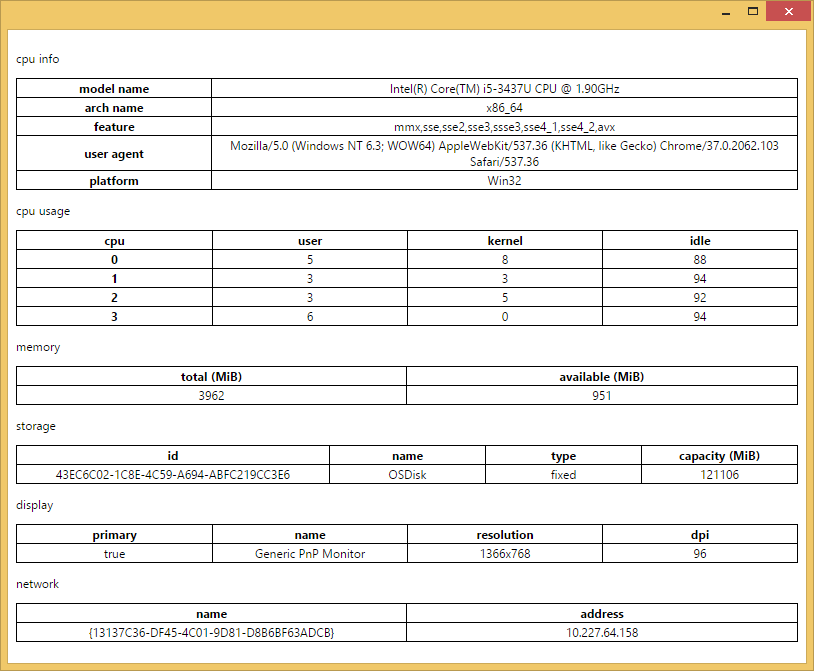 cpu info
model name Intel(R) Core(TM) i5-3437U CPU @ 1.90GHz
arch name x86_64
feature mmx,sse,sse2,sse3,ssse3,sse4_1,sse4_2,avx
user agent Mozilla/5.0 (Windows NT 6.3; WOW64) AppleWebKit/537.36 (KHTML, like Gecko) Chrome/37.0.2062.103
Safari/537.36
platform Win32
cpu usage
cpu user kernel idle
0 5 8 88
1 3 3 94
2 3 5 92
3 6 0 94
memory
total (MiB) available (MiB)
3962 951
storage
id name type capacity (MiB)
43EC6C02-1C8E-4C59-A694-ABFC219CC3E6 OSDisk fixed 121106
display
primary name resolution dpi
true Generic PnP Monitor 1366x768 96
network
name address
{13137C36-DF45-4C01-9D81-D8B6BF63ADCB} 10.227.64.158